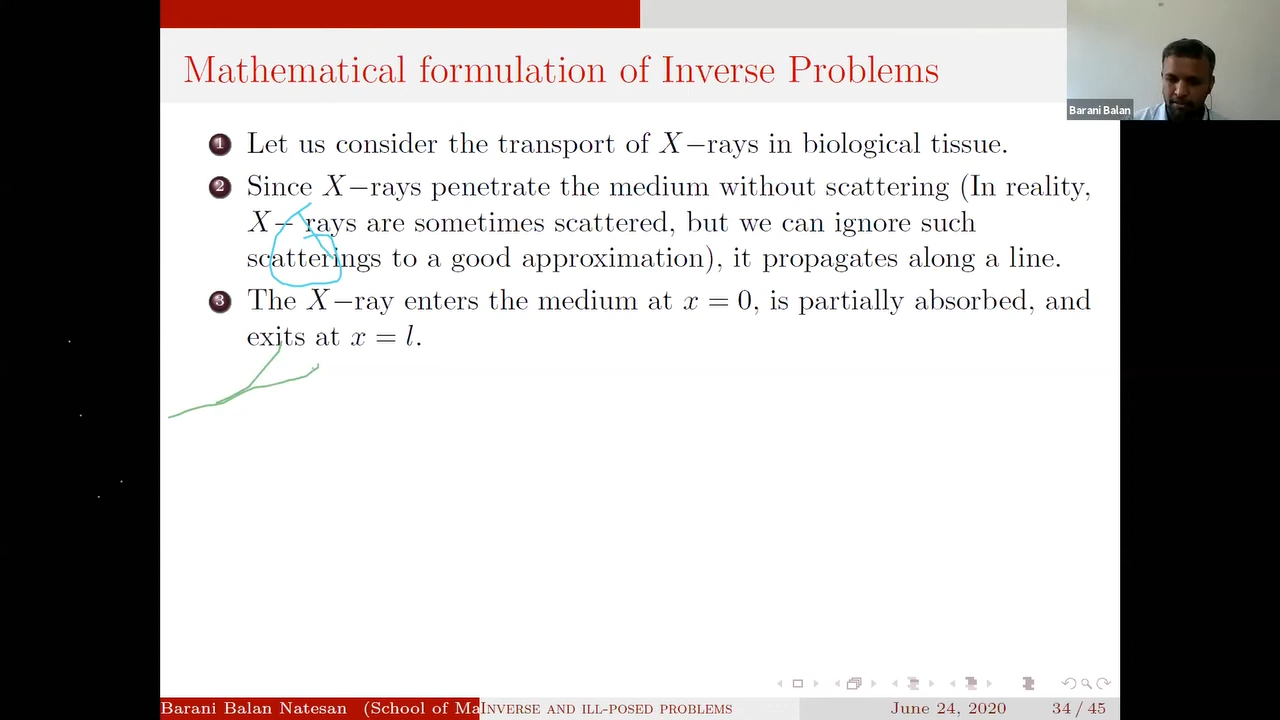 Mathematical formulation of Inverse Problems
Barani Balan
1 Let us consider the transport of X−rays in biological tissue.
2 Since X−rays penetrate the medium without scattering (In reality,
X− rays are sometimes scattered, but we can ignore such
scatterings to a good approximation), it propagates along a line.
3 The X−ray enters the medium at x = 0, is partially absorbed, and
exits at x = l.
Barani Balan Natesan (School of Ma Inverse and ill-posed problems June 24, 2020 34 / 45